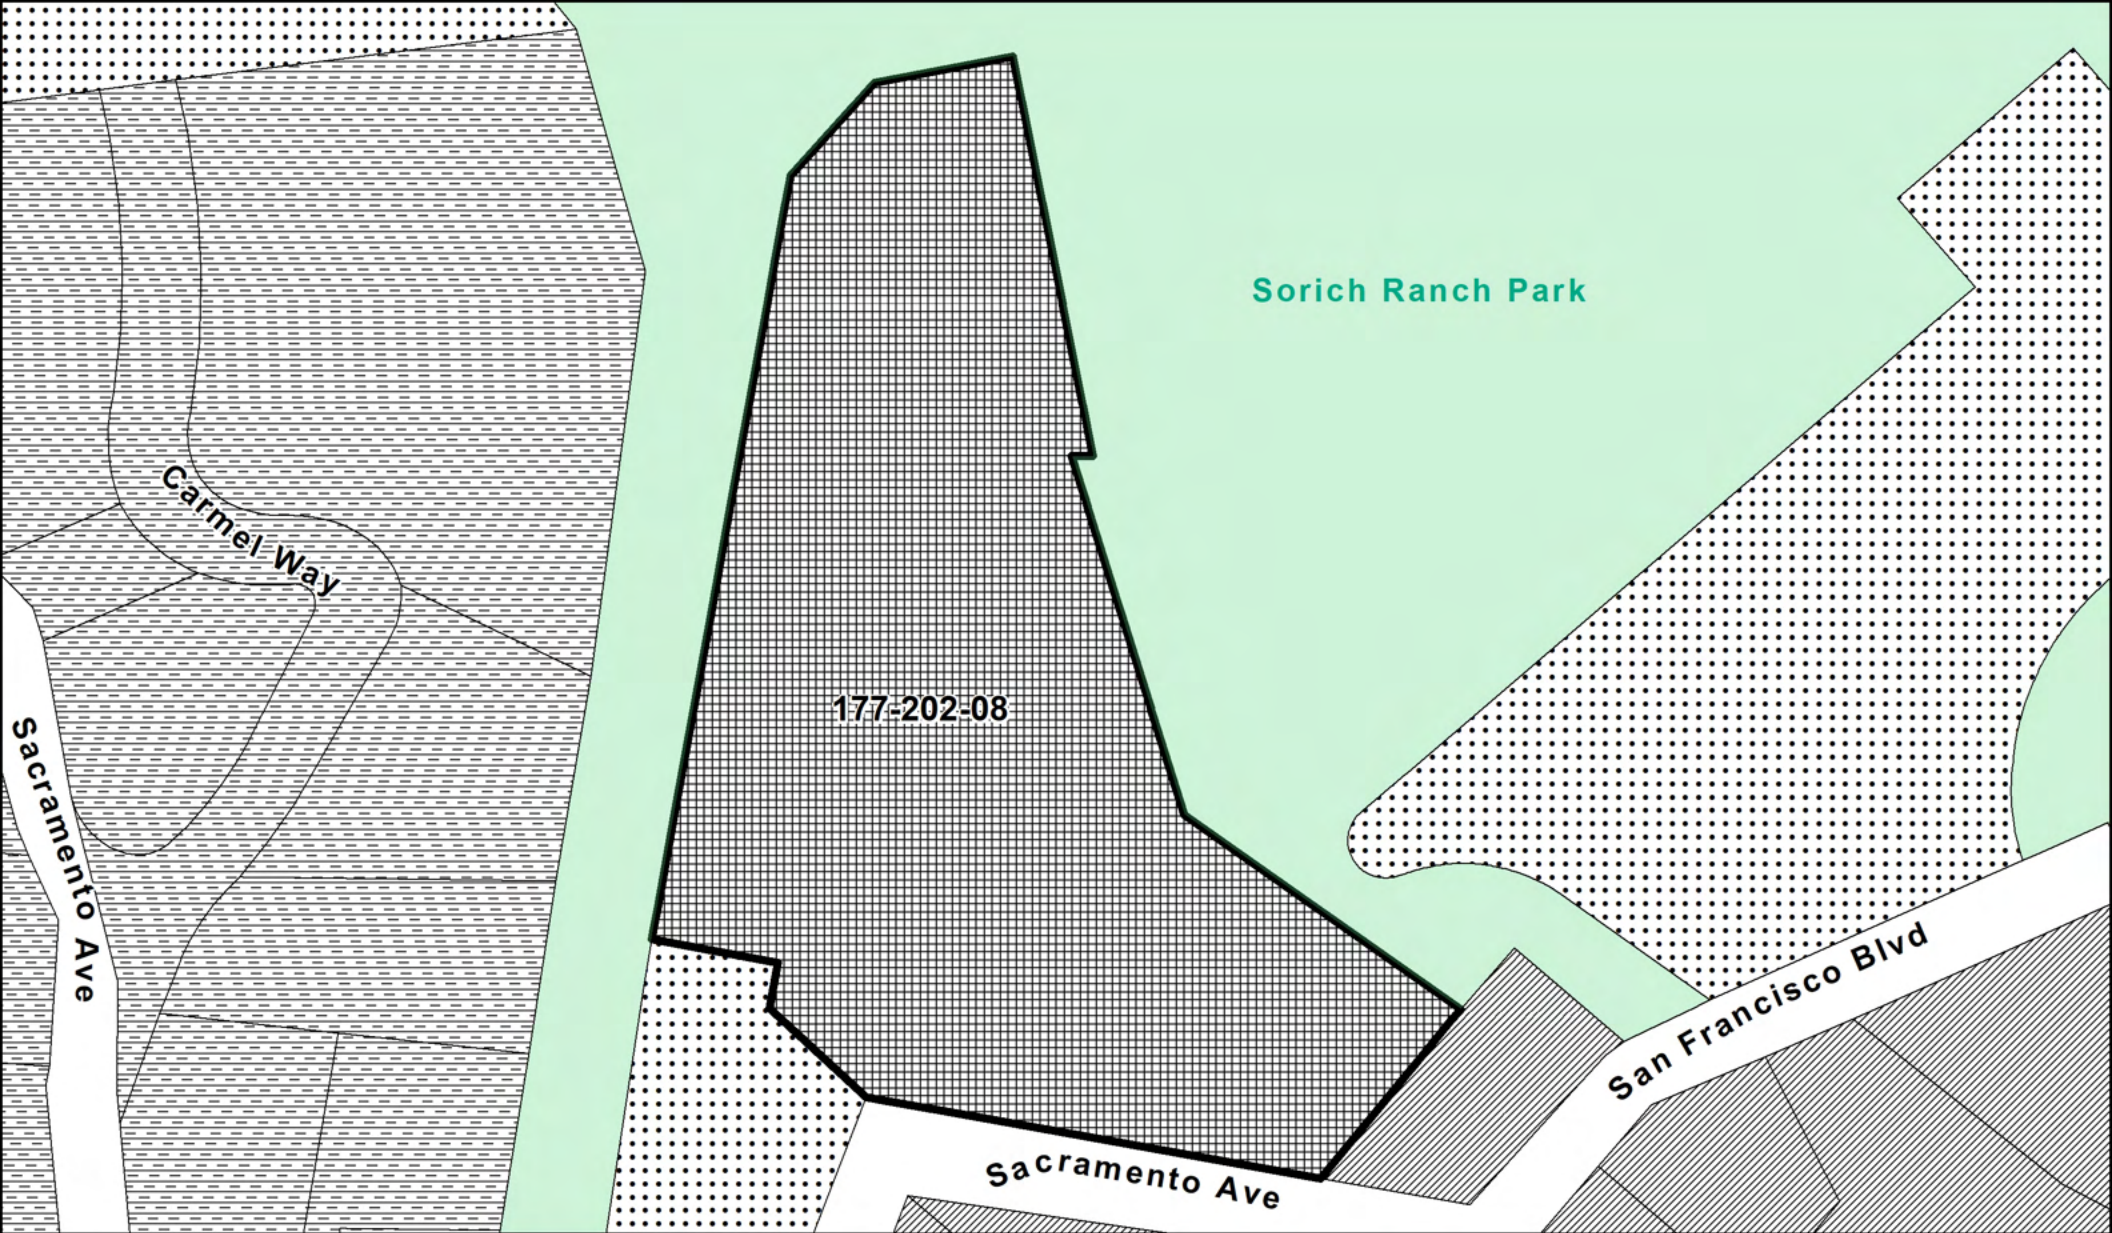 Sorich Ranch Park
Carmel Way
177-202-08
Sacramento Ave
San Francisco Blvd
Sacramento Ave